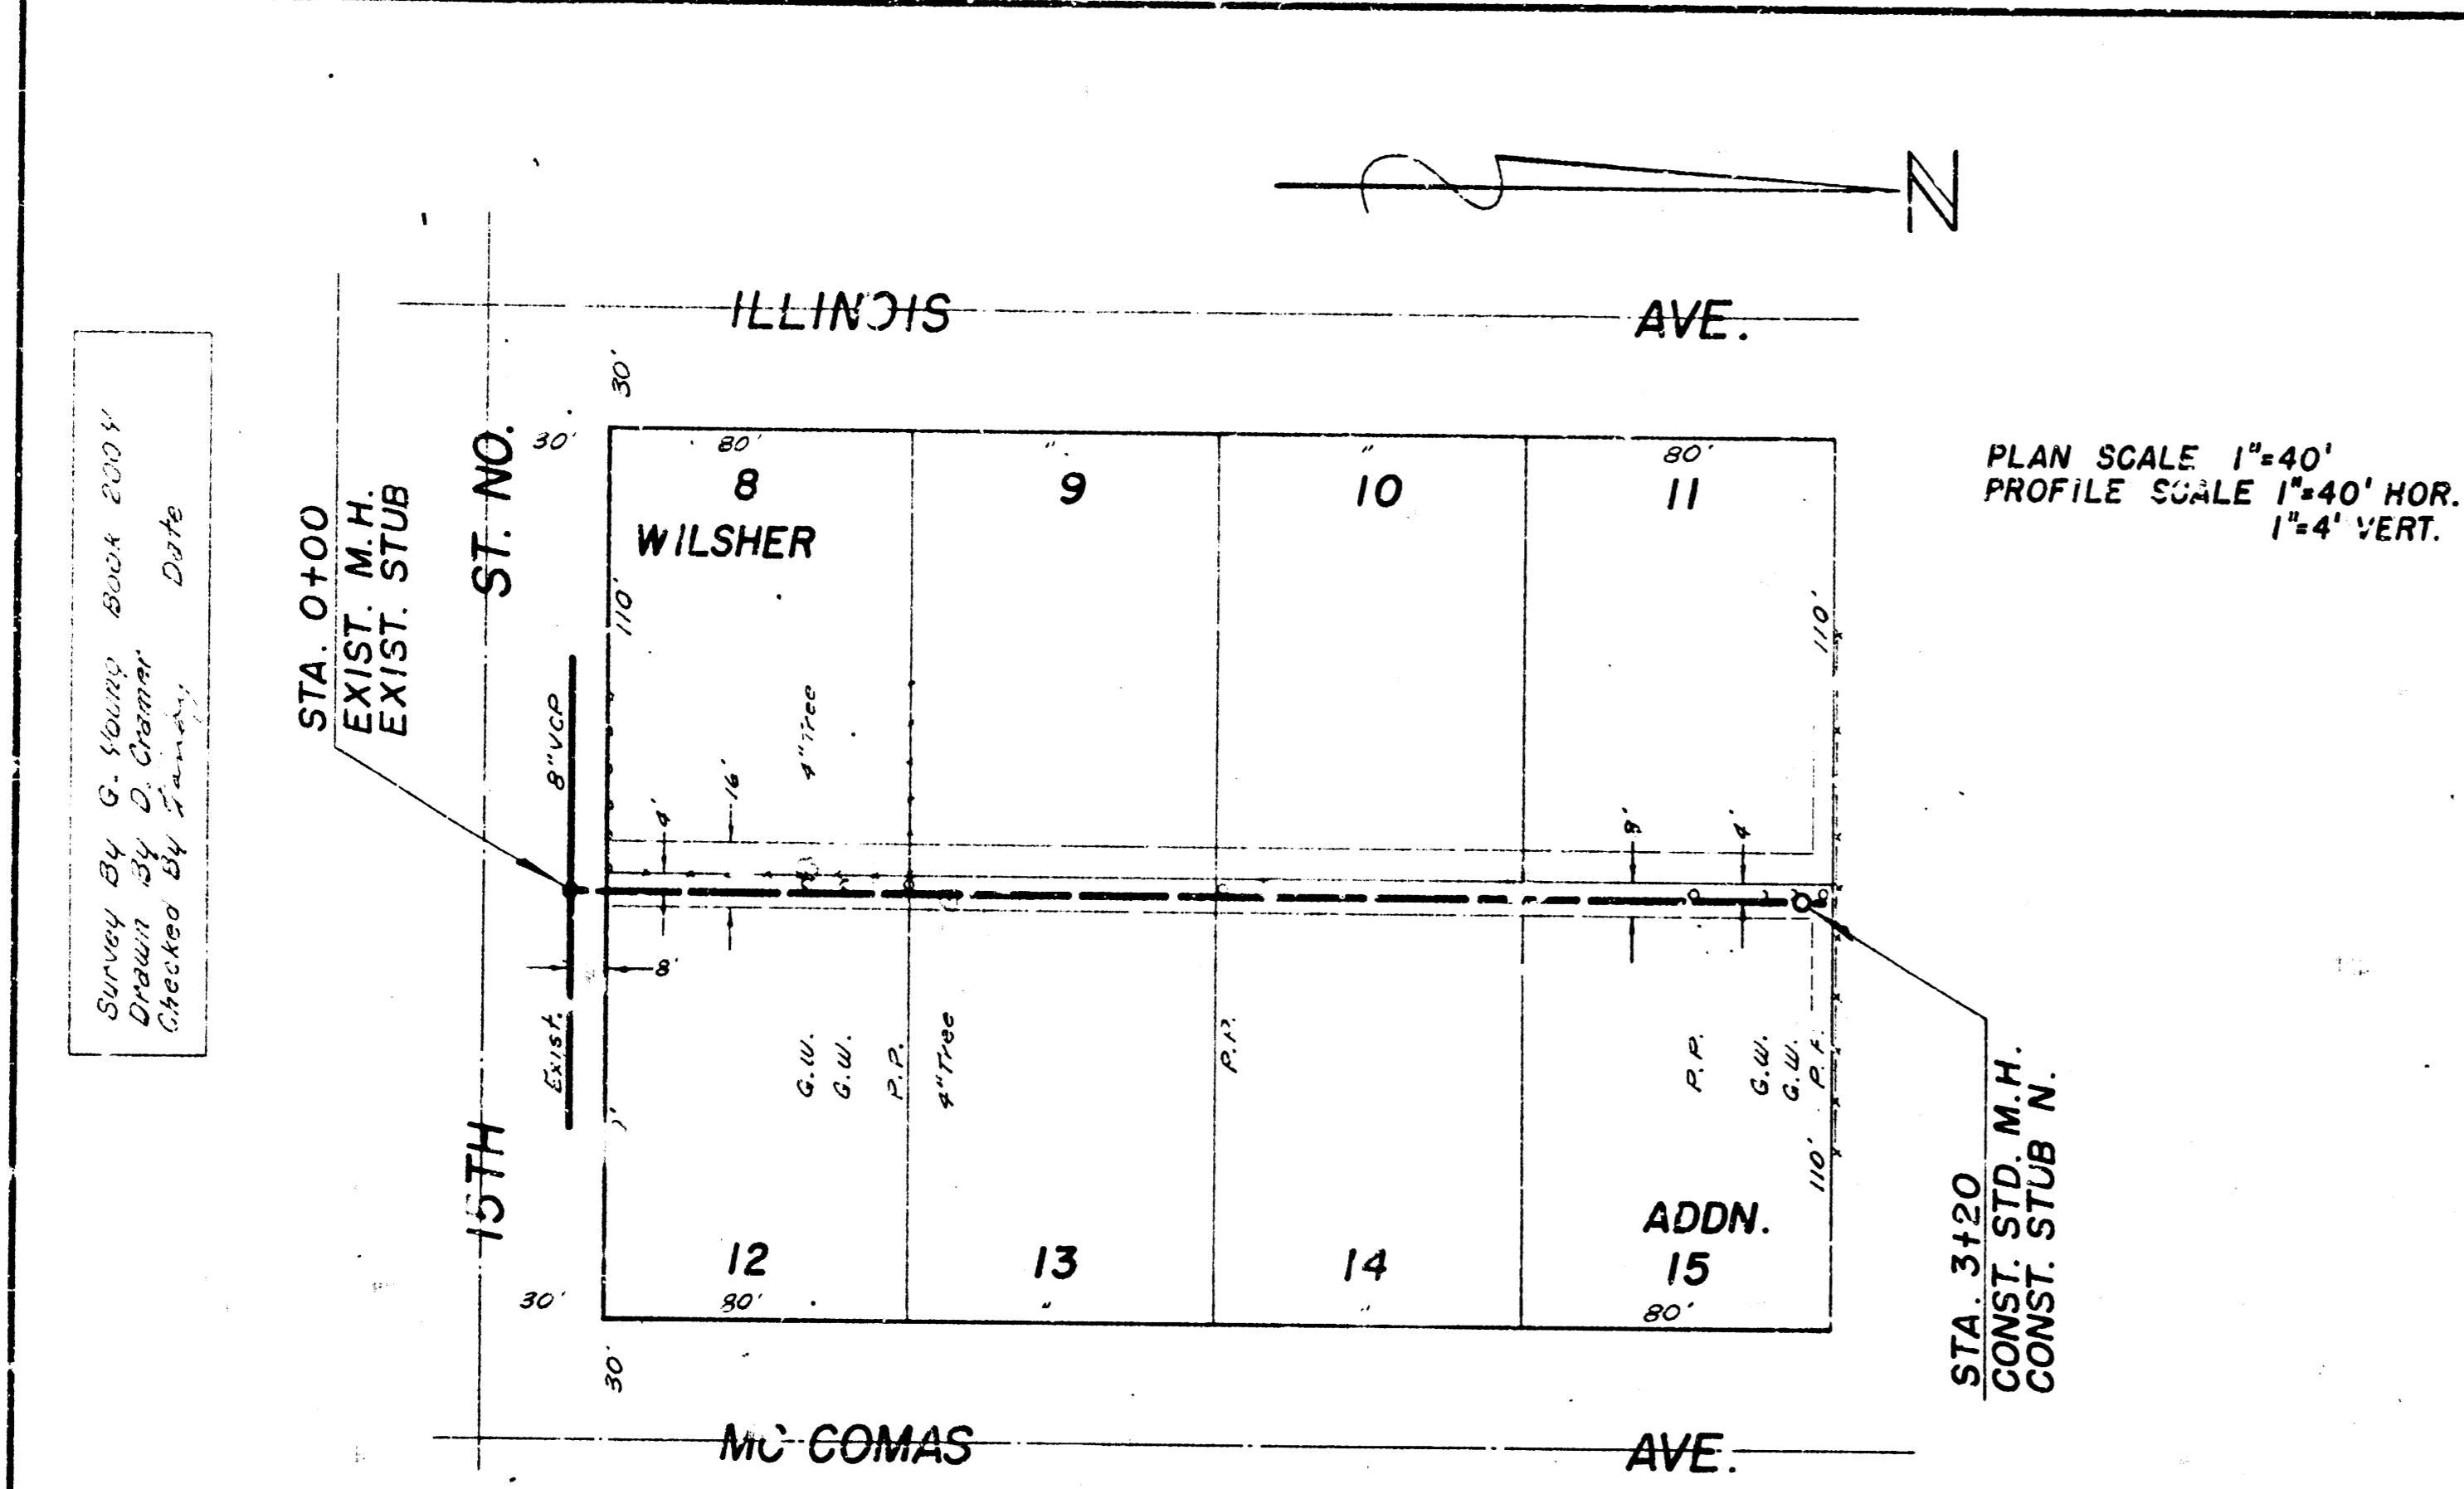 N
ILLINOIS AVE.
30'
30'
80'
"
"
80'
8
9
10
11
WILSHER
PLAN SCALE 1"=40'
PROFILE SCALE 1"=40' HOR.
1"=4' VERT.
Survey By G. Young Book 2004
Drawn By D. Cramer
Checked By Date
STA. 0+00
EXIST. M.H.
EXIST. STUB
15TH ST. NO.
110'
110'
8" VCP
4" Tree
4'
16'
8'
4'
8'
Exist.
G.W.
G.W.
P.P.
4" Tree
P.P.
P.P.
G.W.
G.W.
P.P.
110'
ADDN.
12
13
14
15
30'
80'
"
"
80'
30'
STA. 3+20
CONST. STD. M.H.
CONST. STUB N.
MC COMAS AVE.